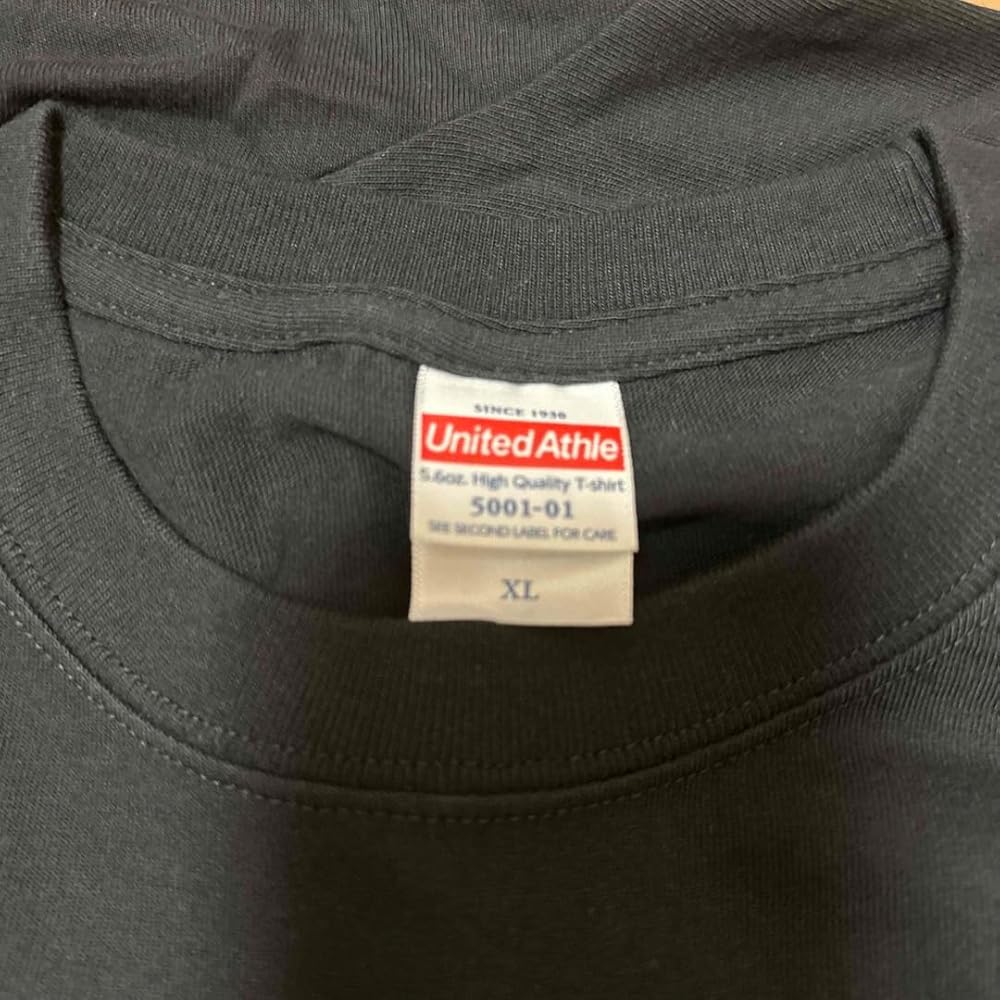 SINCE 1930
United Athle
5.6oz. High Quality T-shirt
5001-01
SEE SECOND LABEL FOR CARE
XL